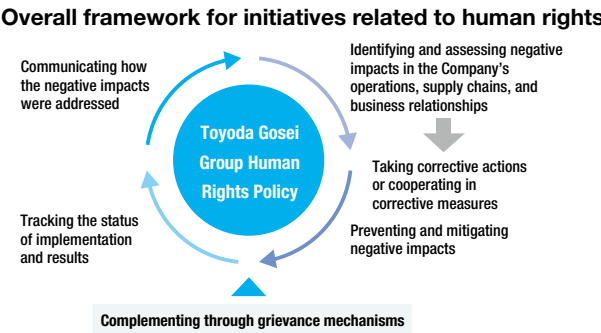 Overall framework for initiatives related to human rights
Communicating how
the negative impacts
were addressed
Identifying and assessing negative
impacts in the Company's
operations, supply chains, and
business relationships
Toyoda Gosei
Group Human
Rights Policy
Taking corrective actions
or cooperating in
corrective measures
Tracking the status
of implementation
and results
Preventing and mitigating
negative impacts
Complementing through grievance mechanisms